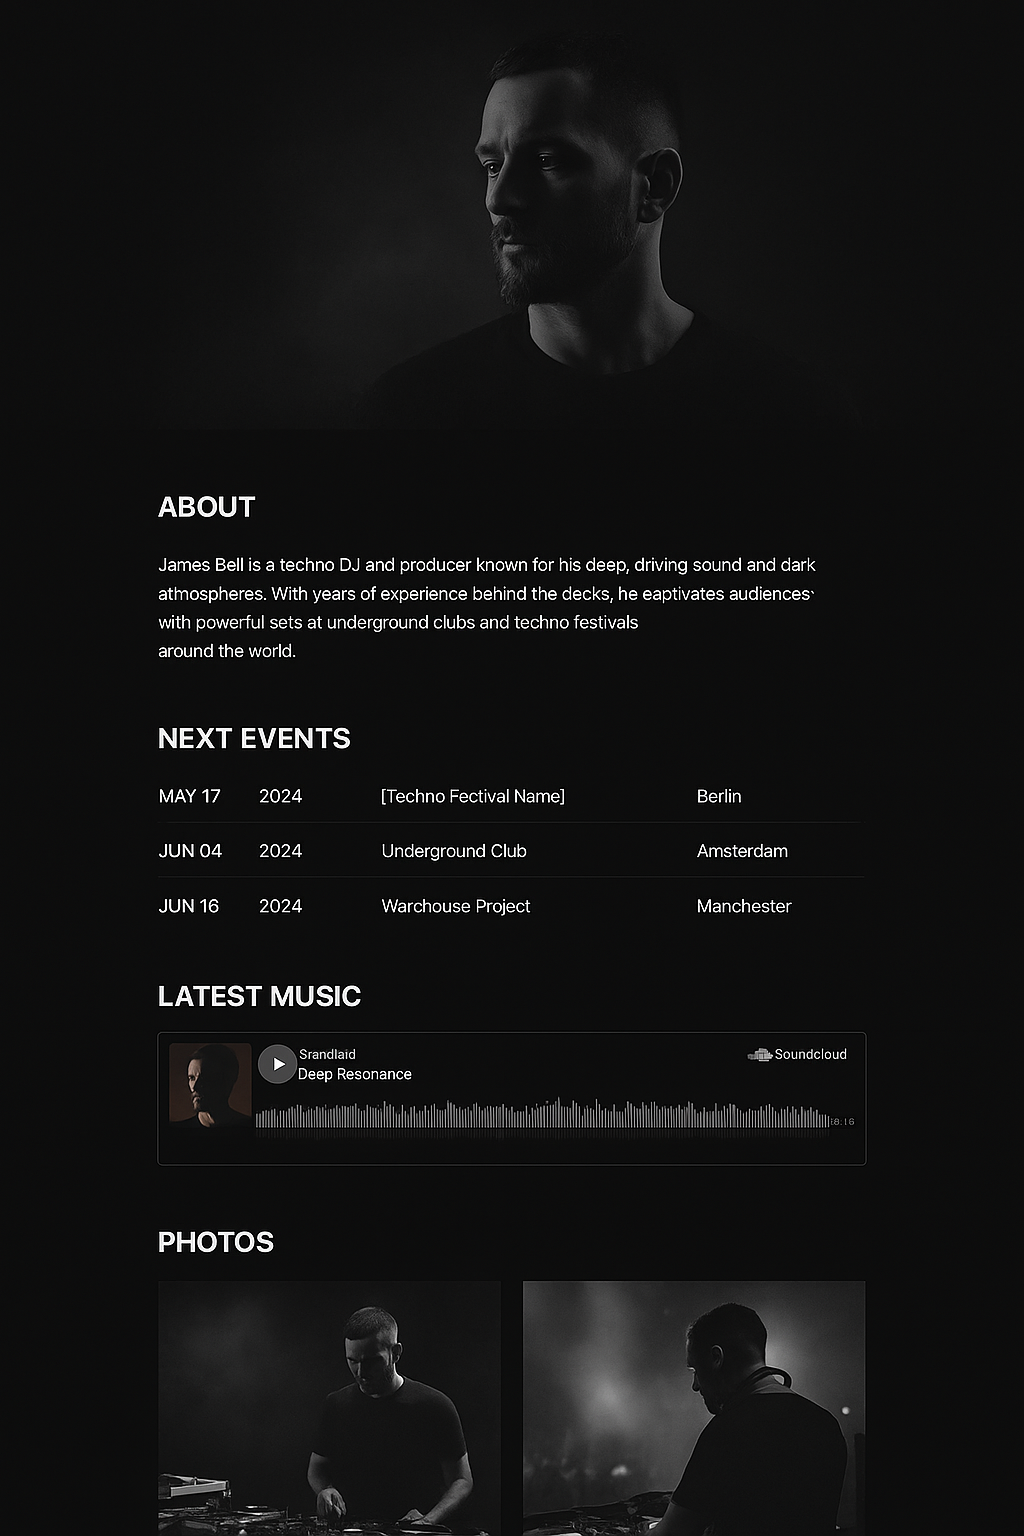 ABOUT
James Bell is a techno DJ and producer known for his deep, driving sound and dark
atmospheres. With years of experience behind the decks, he eaptivates audiences`
with powerful sets at underground clubs and techno festivals
around the world.
NEXT EVENTS
MAY 17 2024 [Techno Fectival Name] Berlin
JUN 04 2024 Underground Club Amsterdam
JUN 16 2024 Warchouse Project Manchester
LATEST MUSIC
Srandlaid
Soundcloud
Deep Resonance
PHOTOS